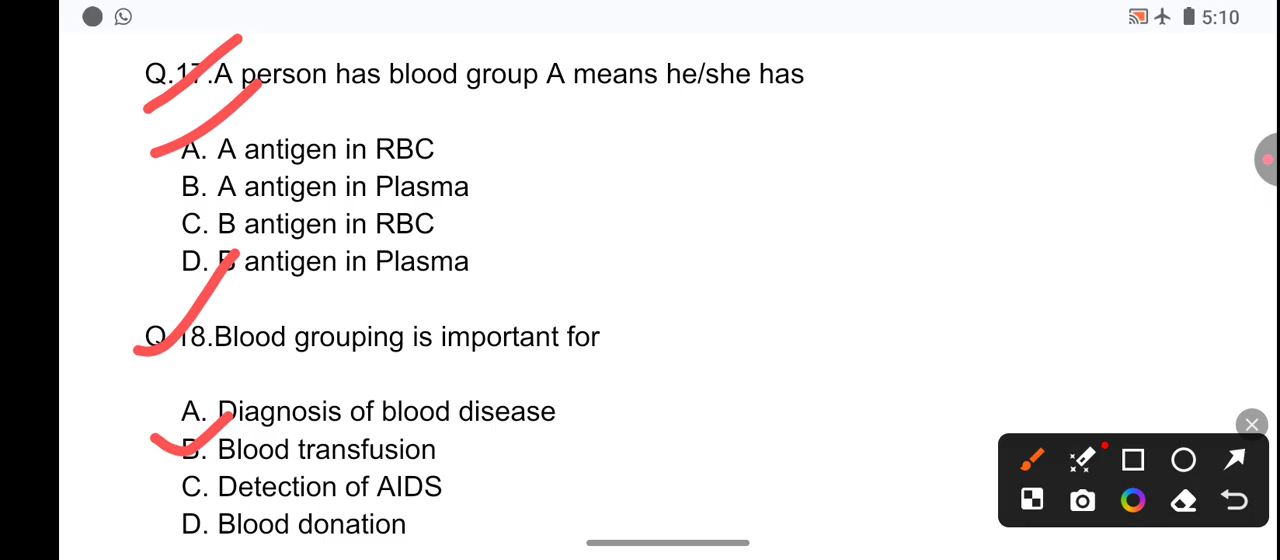 5:10
Q.17.A person has blood group A means he/she has
A. A antigen in RBC
B. A antigen in Plasma
C. B antigen in RBC
D. B antigen in Plasma
Q.18.Blood grouping is important for
A. Diagnosis of blood disease
B. Blood transfusion
C. Detection of AIDS
D. Blood donation